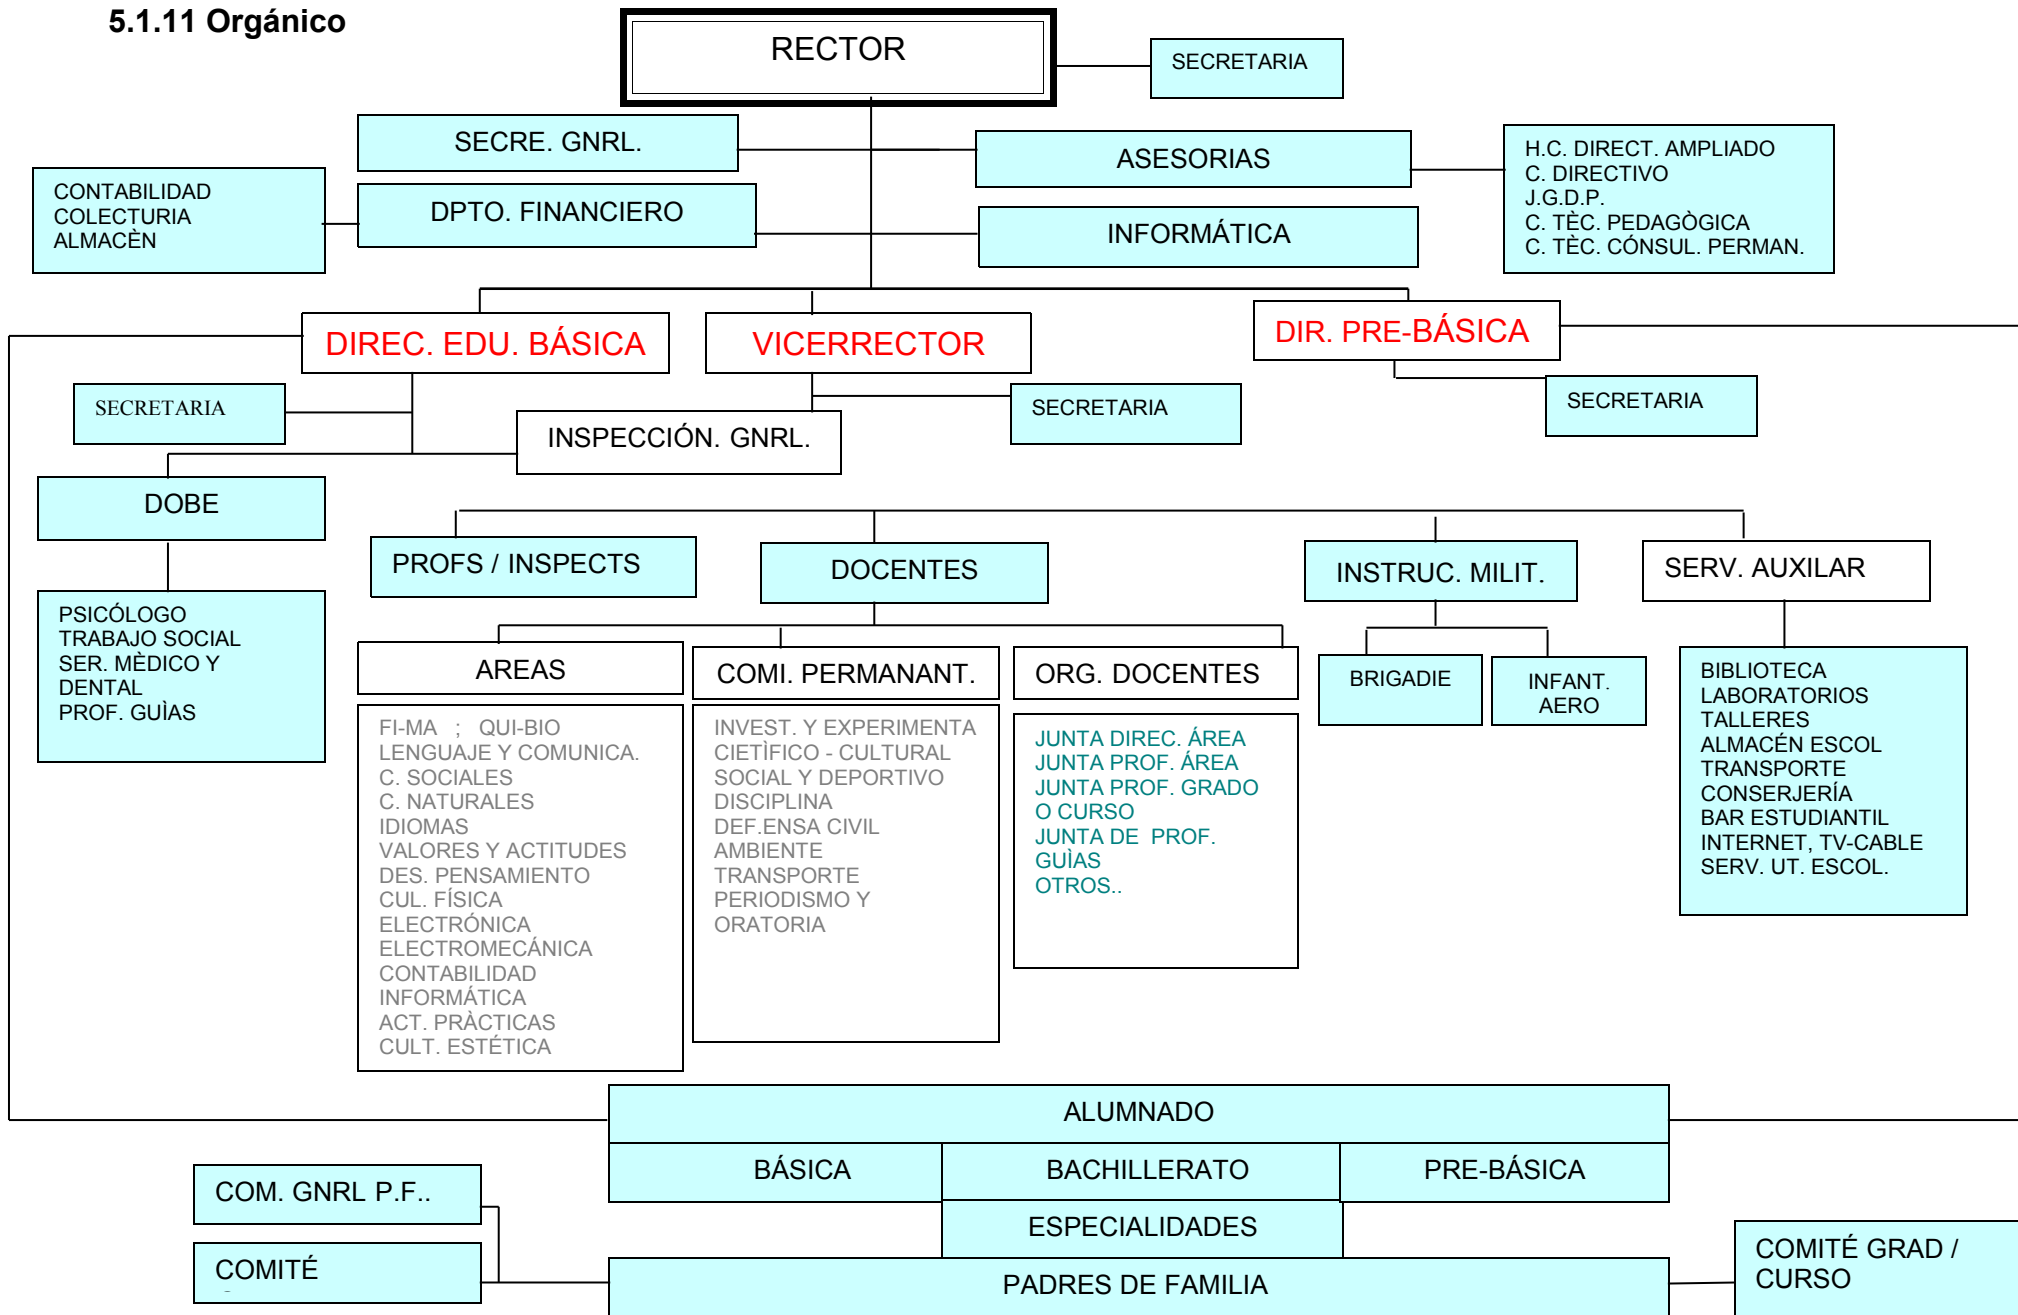 5.1.11 Orgánico
RECTOR
SECRETARIA
SECRE. GNRL.
ASESORIAS
H.C. DIRECT. AMPLIADO
C. DIRECTIVO
J.G.D.P.
C. TÈC. PEDAGÒGICA
C. TÈC. CÓNSUL. PERMAN.
CONTABILIDAD
COLECTURIA
ALMACÈN
DPTO. FINANCIERO
INFORMÁTICA
DIREC. EDU. BÁSICA
VICERRECTOR
DIR. PRE-BÁSICA
SECRETARIA
SECRETARIA
SECRETARIA
INSPECCIÓN. GNRL.
DOBE
PSICÓLOGO
TRABAJO SOCIAL
SER. MÈDICO Y
DENTAL
PROF. GUÌAS
PROFS / INSPECTS
DOCENTES
INSTRUC. MILIT.
SERV. AUXILAR
AREAS
FI-MA ; QUI-BIO
LENGUAJE Y COMUNICA.
C. SOCIALES
C. NATURALES
IDIOMAS
VALORES Y ACTITUDES
DES. PENSAMIENTO
CUL. FÍSICA
ELECTRÓNICA
ELECTROMECÁNICA
CONTABILIDAD
INFORMÁTICA
ACT. PRÀCTICAS
CULT. ESTÉTICA
COMI. PERMANANT.
INVEST. Y EXPERIMENTA
CIETÌFICO - CULTURAL
SOCIAL Y DEPORTIVO
DISCIPLINA
DEF.ENSA CIVIL
AMBIENTE
TRANSPORTE
PERIODISMO Y
ORATORIA
ORG. DOCENTES
JUNTA DIREC. ÁREA
JUNTA PROF. ÁREA
JUNTA PROF. GRADO
O CURSO
JUNTA DE PROF.
GUÌAS
OTROS..
BRIGADIE
INFANT.
AERO
BIBLIOTECA
LABORATORIOS
TALLERES
ALMACÉN ESCOL
TRANSPORTE
CONSERJERÍA
BAR ESTUDIANTIL
INTERNET, TV-CABLE
SERV. UT. ESCOL.
ALUMNADO
BÁSICA
BACHILLERATO
PRE-BÁSICA
ESPECIALIDADES
COM. GNRL P.F..
COMITÉ
PADRES DE FAMILIA
COMITÉ GRAD /
CURSO